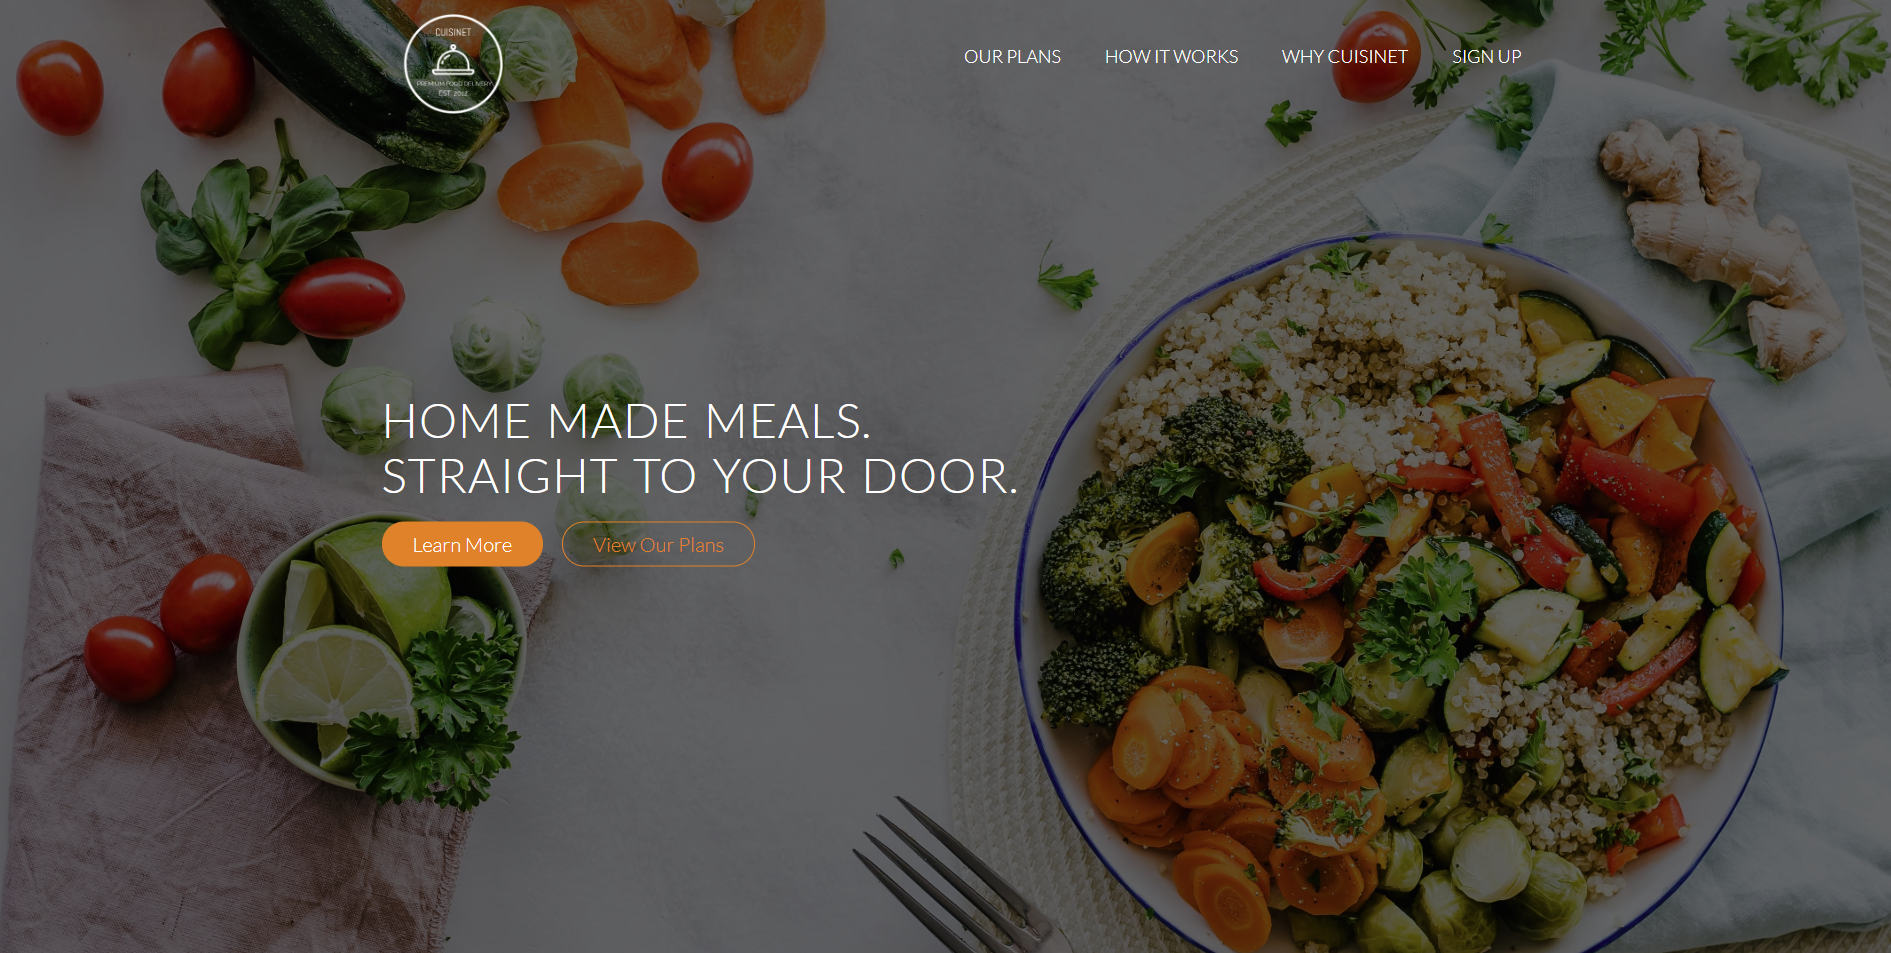 CUISINET
PREMIUM FOOD DELIVERY
EST. 2012
OUR PLANS
HOW IT WORKS
WHY CUISINET
SIGN UP
HOME MADE MEALS.
STRAIGHT TO YOUR DOOR.
Learn More
View Our Plans